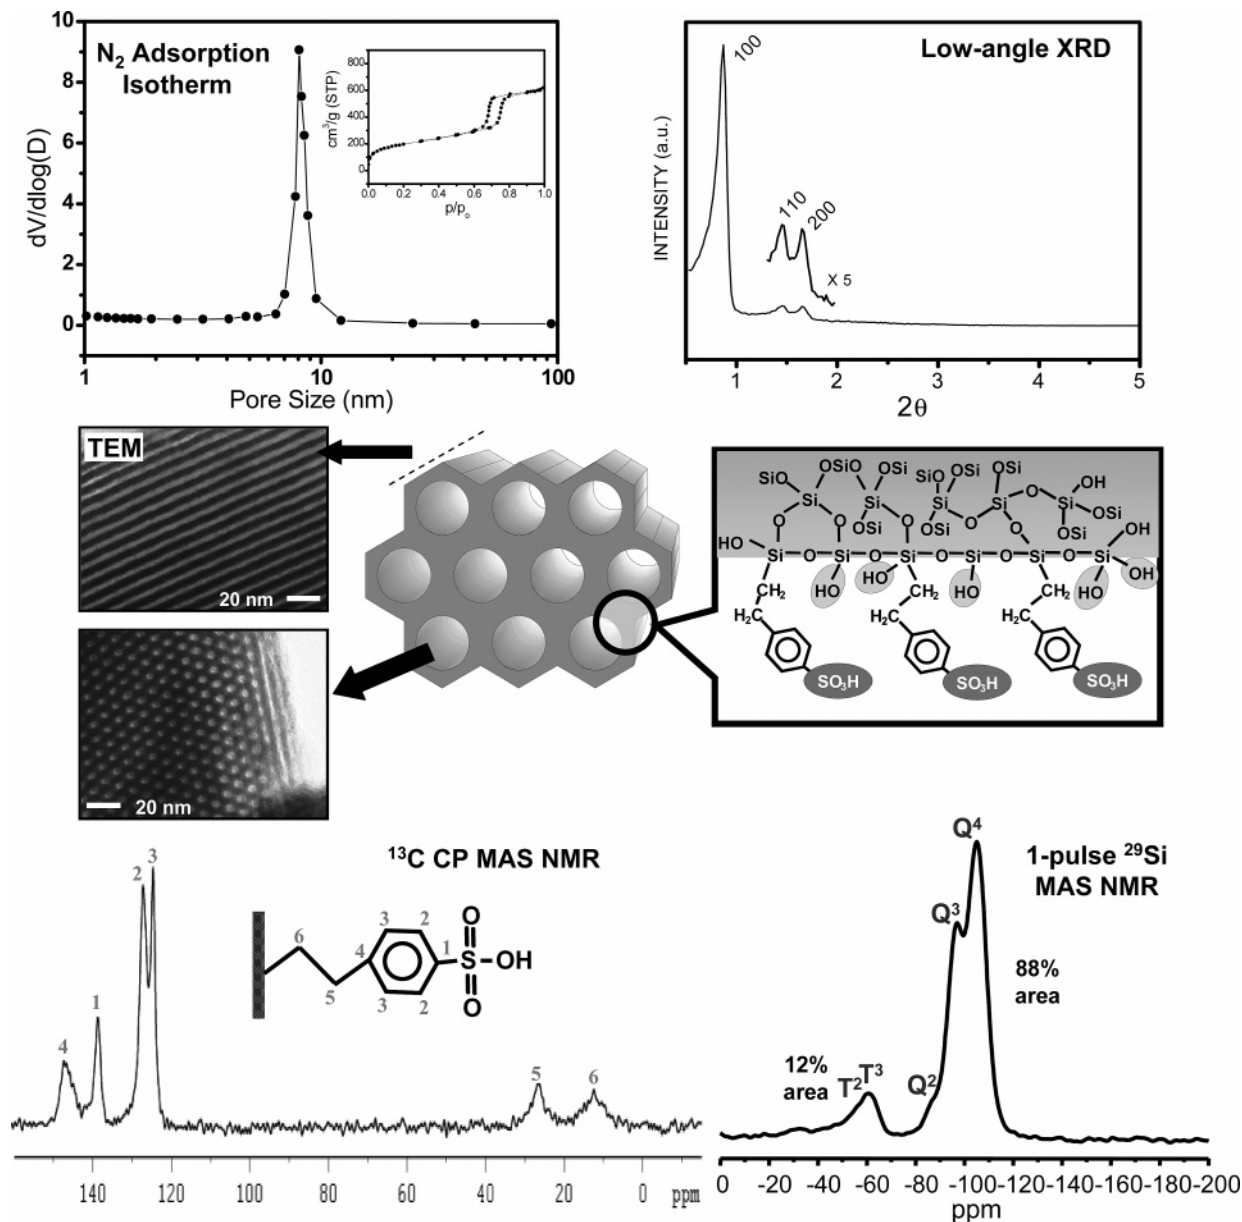 N₂ Adsorption
Isotherm
dV/dlog(D)
10
8
6
4
2
0
1
10
100
Pore Size (nm)
cm³/g (STP)
800
600
400
200
0
0.0 0.2 0.4 0.6 0.8 1.0
p/pₒ
Low-angle XRD
INTENSITY (a.u.)
100
110
200
X 5
1 2 3 4 5
2θ
TEM
20 nm
20 nm
SiO OSi OSi OSi OSi OSi
Si O Si O Si O Si O Si OH
O O OSi O OSi O O OSi OSi
HO Si O Si O Si O Si O Si O Si OH
HO HO HO HO OH
CH₂ CH₂ CH₂
H₂C H₂C H₂C
SO₃H SO₃H SO₃H
¹³C CP MAS NMR
4 1 2 3 5 6
6 5 4 3 2 1 3 2
O
S OH
O
140 120 100 80 60 40 20 0 ppm
1-pulse ²⁹Si
MAS NMR
Q⁴
Q³
88%
area
12%
area
T² T³
Q²
0 -20 -40 -60 -80 -100 -120 -140 -160 -180 -200
ppm